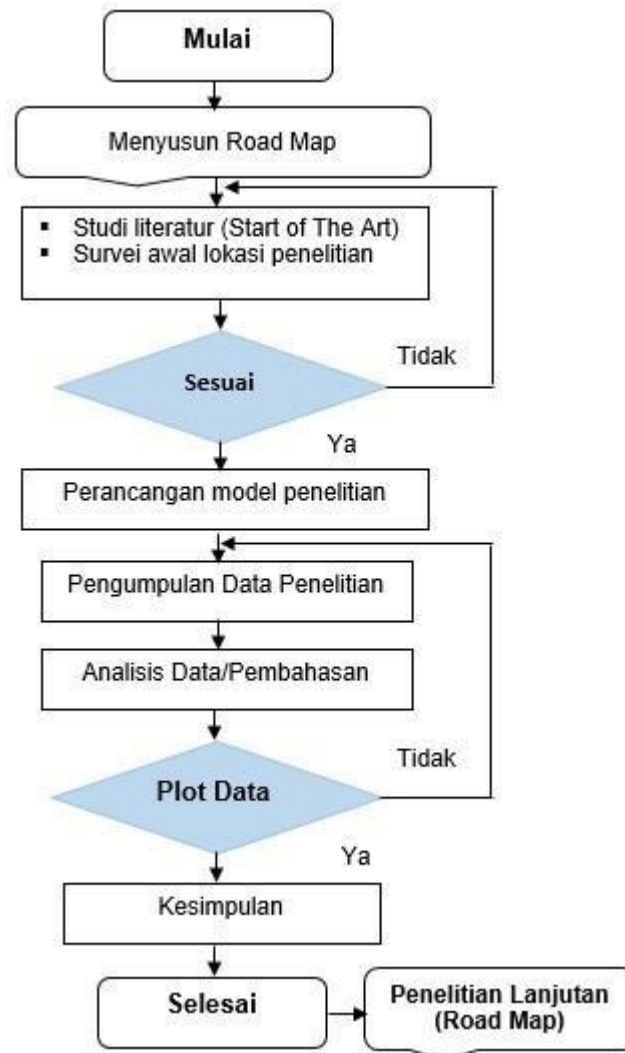 Mulai
Menyusun Road Map
▪ Studi literatur (Start of The Art)
▪ Survei awal lokasi penelitian
Tidak
Sesuai
Ya
Perancangan model penelitian
Pengumpulan Data Penelitian
Analisis Data/Pembahasan
Tidak
Plot Data
Ya
Kesimpulan
Selesai
Penelitian Lanjutan
(Road Map)